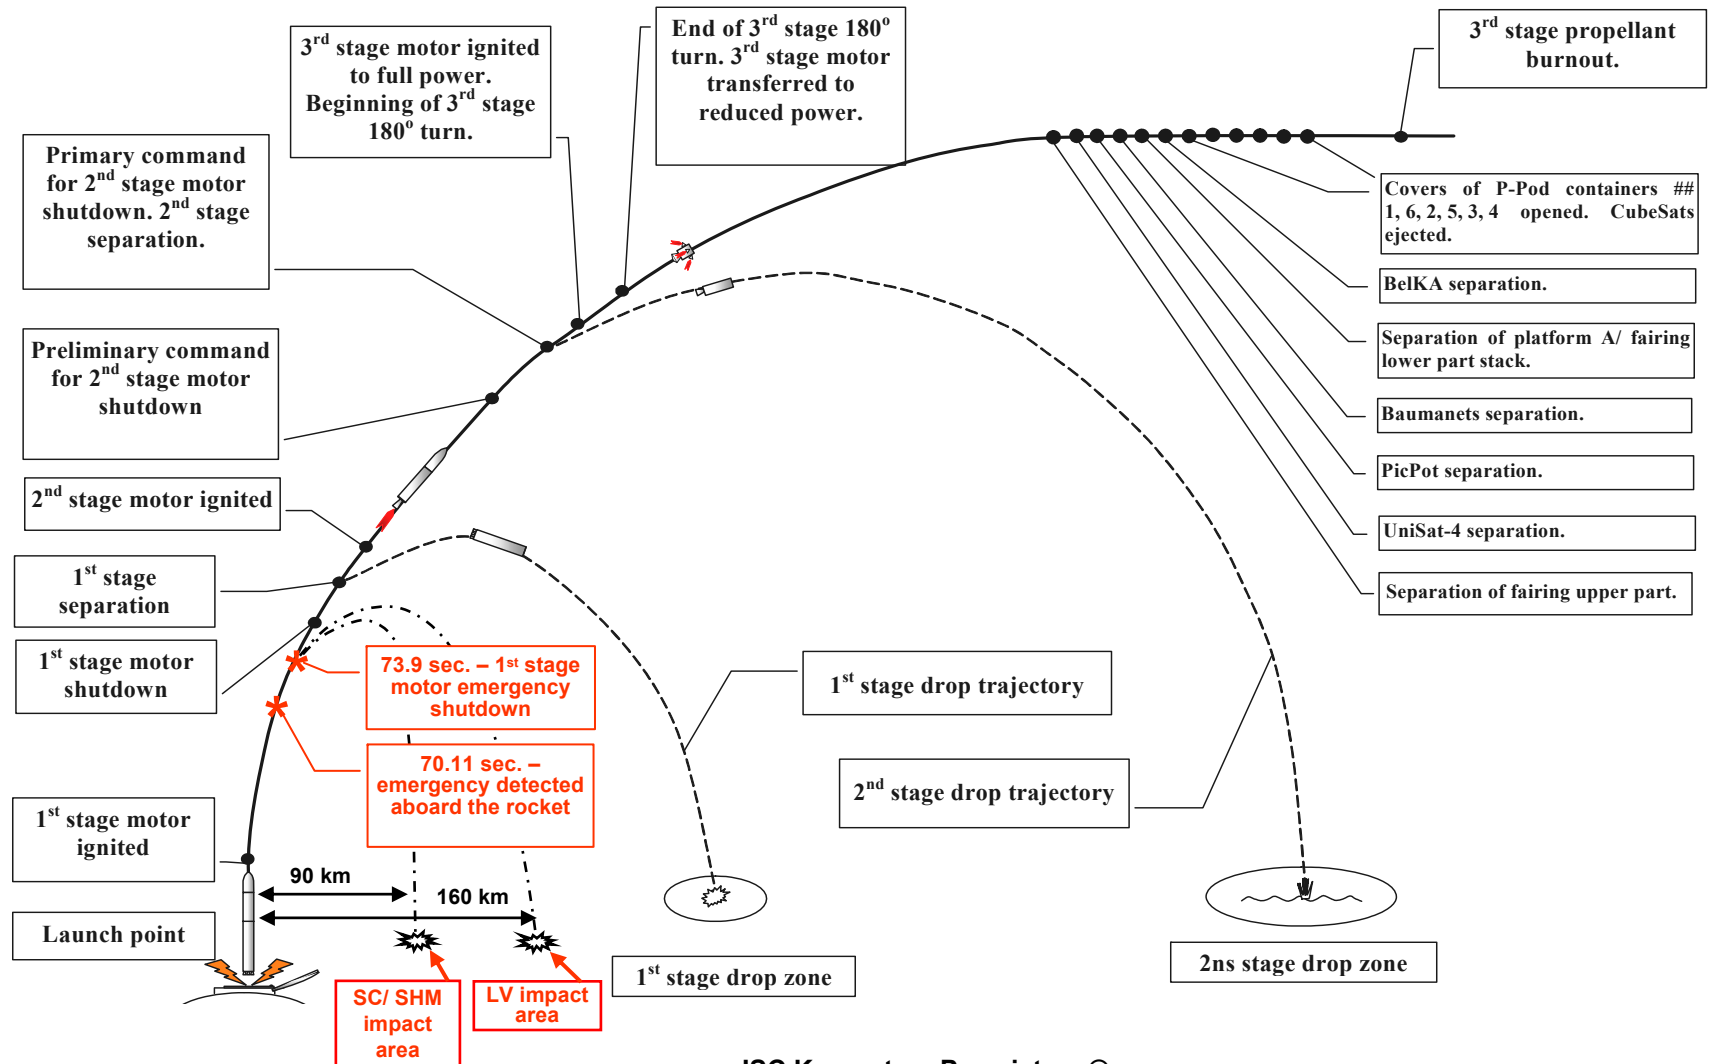 3rd stage motor ignited
to full power.
Beginning of 3rd stage
180o turn.
End of 3rd stage 180o
turn. 3rd stage motor
transferred to
reduced power.
3rd stage propellant
burnout.
Primary command
for 2nd stage motor
shutdown. 2nd stage
separation.
Covers of P-Pod containers ##
1, 6, 2, 5, 3, 4 opened. CubeSats
ejected.
BelKA separation.
Separation of platform A/ fairing
lower part stack.
Preliminary command
for 2nd stage motor
shutdown
Baumanets separation.
PicPot separation.
2nd stage motor ignited
UniSat-4 separation.
1st stage
separation
Separation of fairing upper part.
1st stage motor
shutdown
73.9 sec. – 1st stage
motor emergency
shutdown
1st stage drop trajectory
70.11 sec. –
emergency detected
aboard the rocket
2nd stage drop trajectory
1st stage motor
ignited
90 km
160 km
Launch point
1st stage drop zone
2ns stage drop zone
SC/ SHM
impact
area
LV impact
area